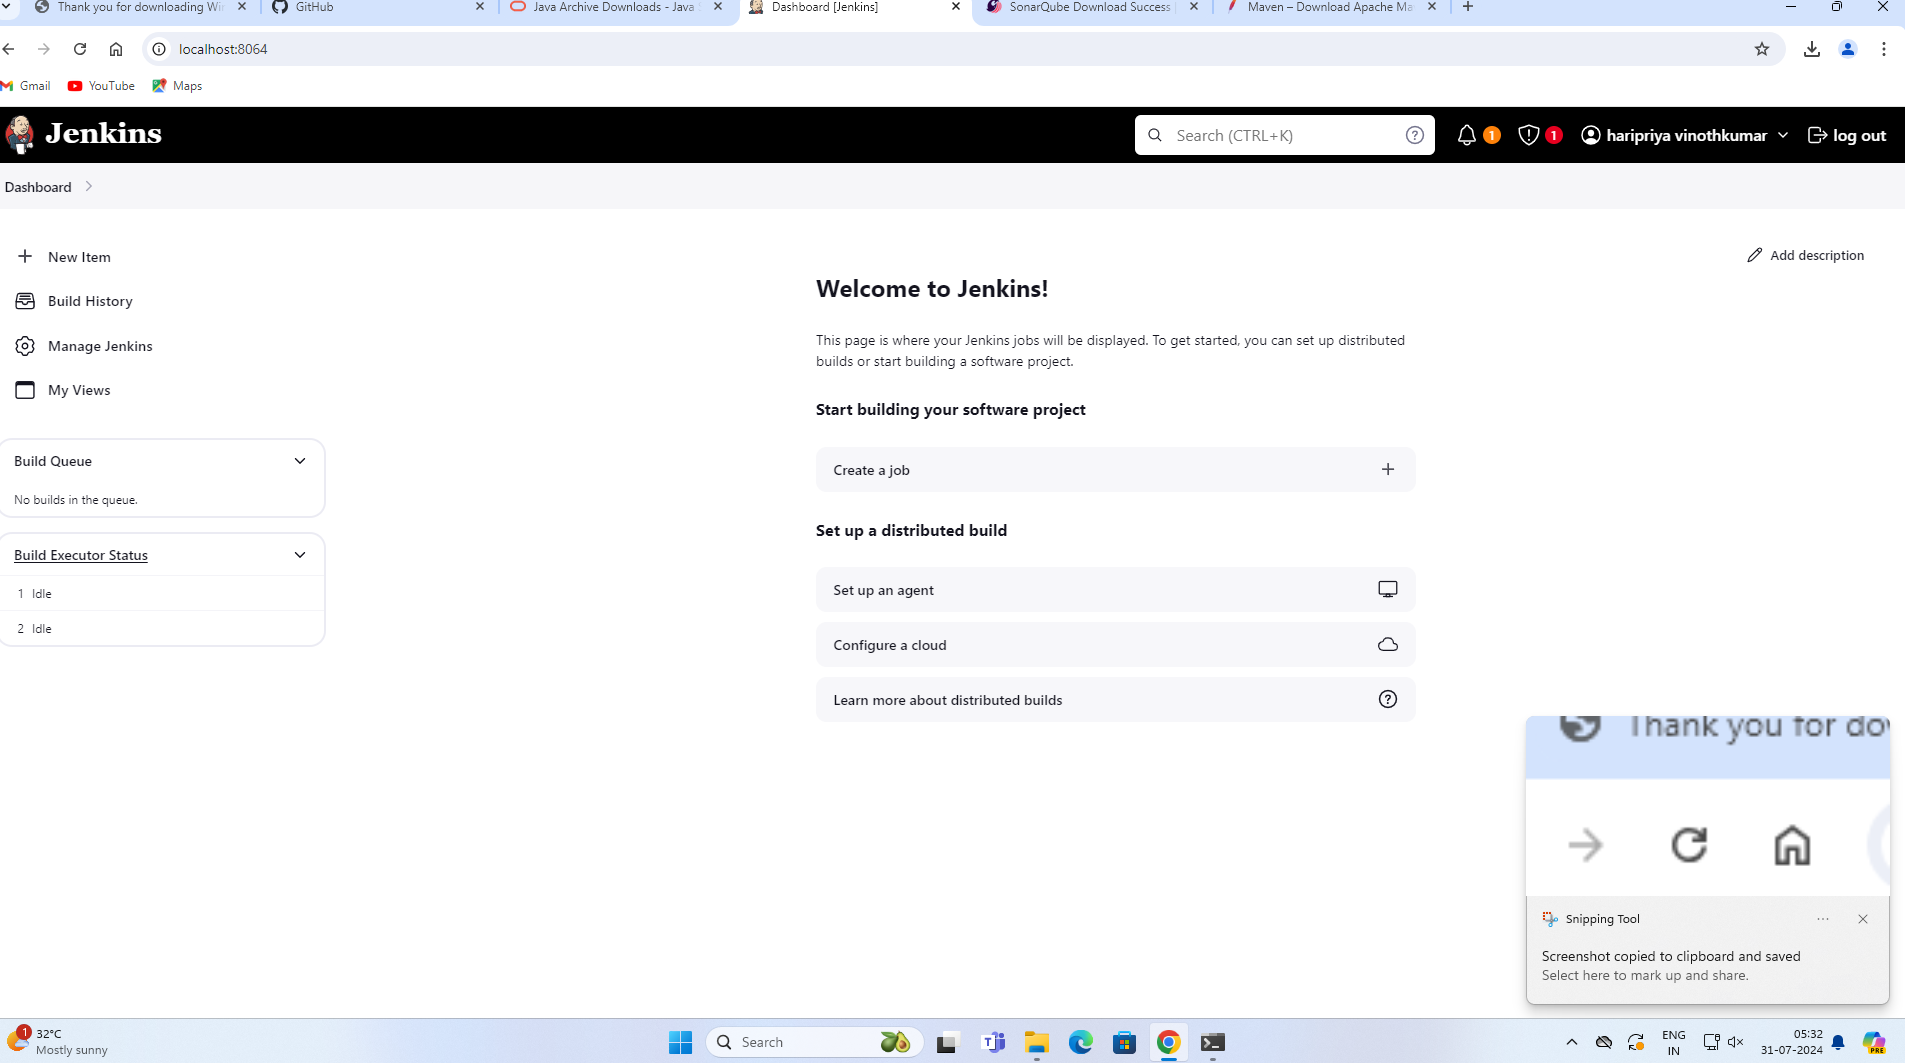 Thank you for downloading Wi
GitHub
Java Archive Downloads - Java
Dashboard [Jenkins]
SonarQube Download Success
Maven – Download Apache Ma
localhost:8064
Gmail
YouTube
Maps
Jenkins
Search (CTRL+K)
1
1
haripriya vinothkumar
log out
Dashboard
New Item
Build History
Manage Jenkins
My Views
Build Queue
No builds in the queue.
Build Executor Status
1 Idle
2 Idle
Add description
Welcome to Jenkins!
This page is where your Jenkins jobs will be displayed. To get started, you can set up distributed
builds or start building a software project.
Start building your software project
Create a job
Set up a distributed build
Set up an agent
Configure a cloud
Learn more about distributed builds
Thank you for do
Snipping Tool
Screenshot copied to clipboard and saved
Select here to mark up and share.
1
32°C
Mostly sunny
Search
ENG
IN
05:32
31-07-2024
PRE